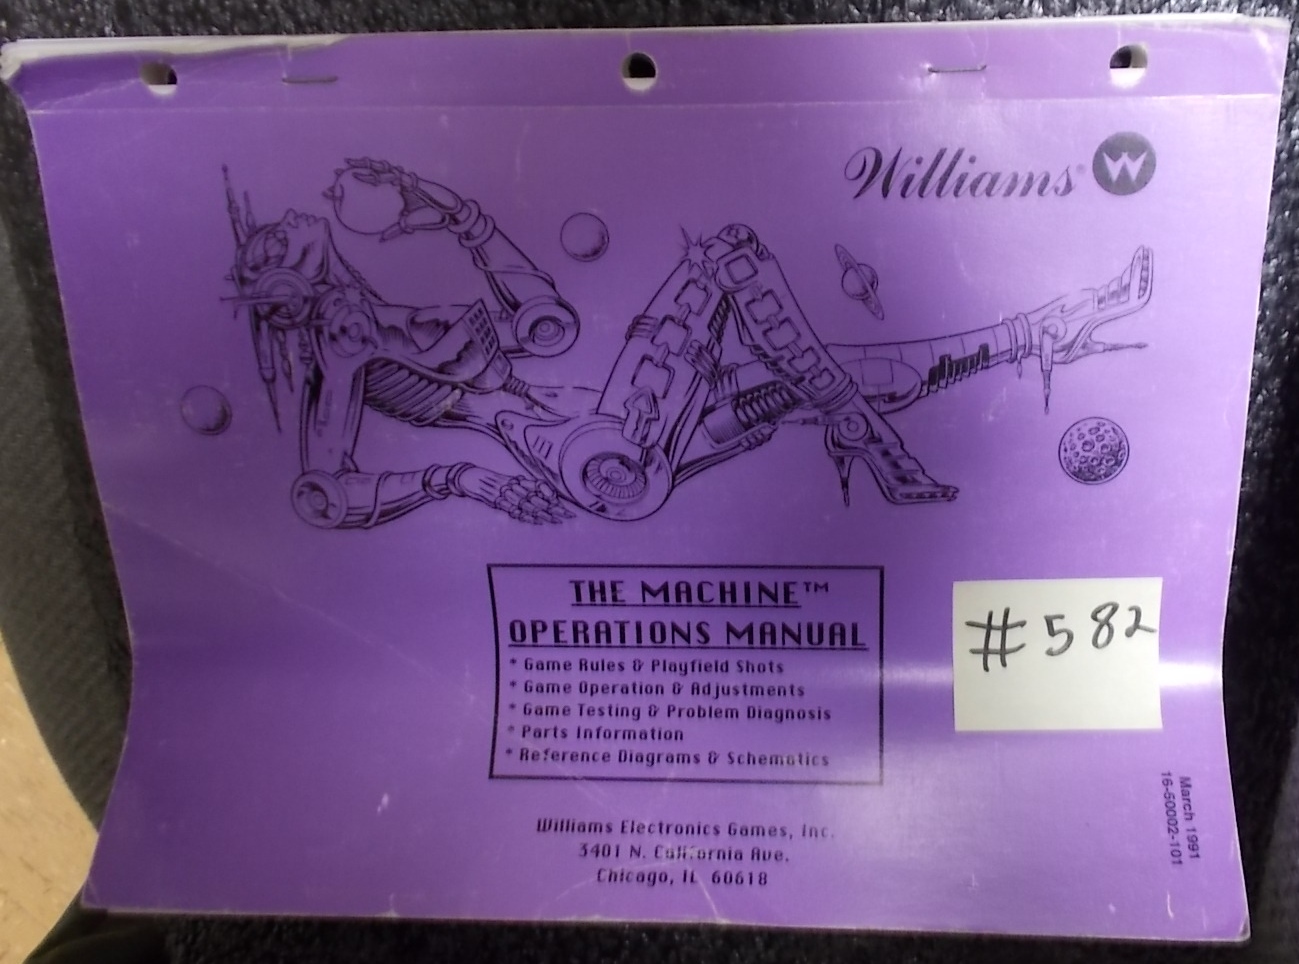 Williams® W
THE MACHINE™
OPERATIONS MANUAL
* Game Rules & Playfield Shots
* Game Operation & Adjustments
* Game Testing & Problem Diagnosis
* Parts Information
* Reference Diagrams & Schematics
#582
March 1991
16-50002-101
Williams Electronics Games, Inc.
3401 N. California Ave.
Chicago, IL 60618